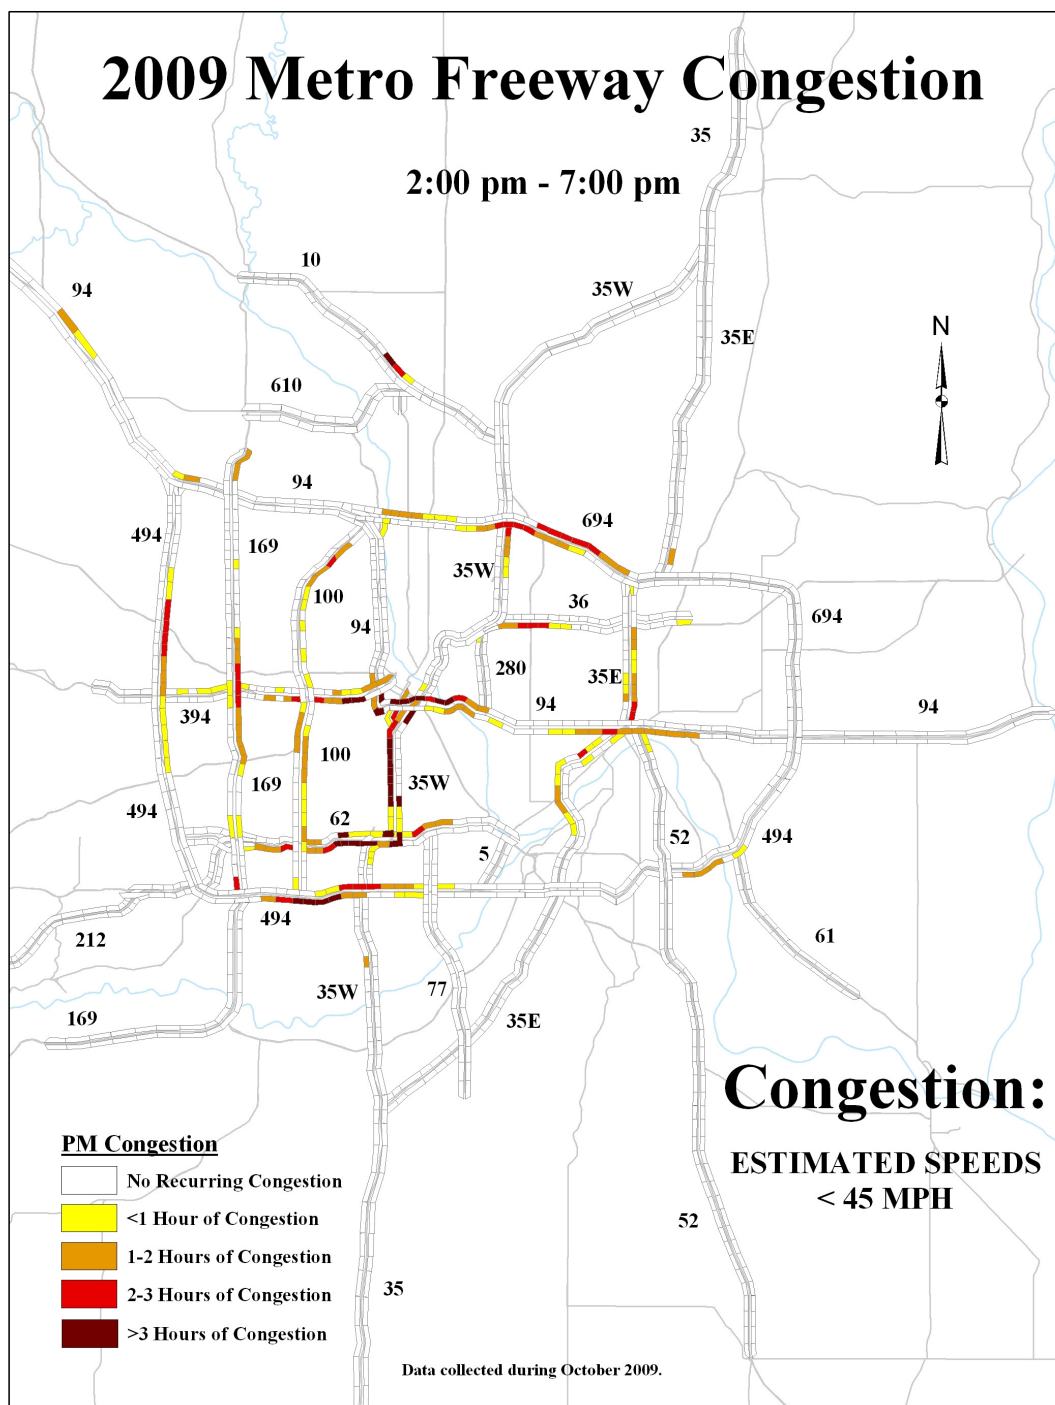 2009 Metro Freeway Congestion
35
2:00 pm - 7:00 pm
10
94
35W
35E
N
610
94
694
494
169
35W
100
36
94
694
280
35E
394
94
94
100
169
35W
494
62
52
494
5
494
212
61
35W
77
169
35E
Congestion:
PM Congestion
ESTIMATED SPEEDS
< 45 MPH
No Recurring Congestion
<1 Hour of Congestion
52
1-2 Hours of Congestion
2-3 Hours of Congestion
35
>3 Hours of Congestion
Data collected during October 2009.